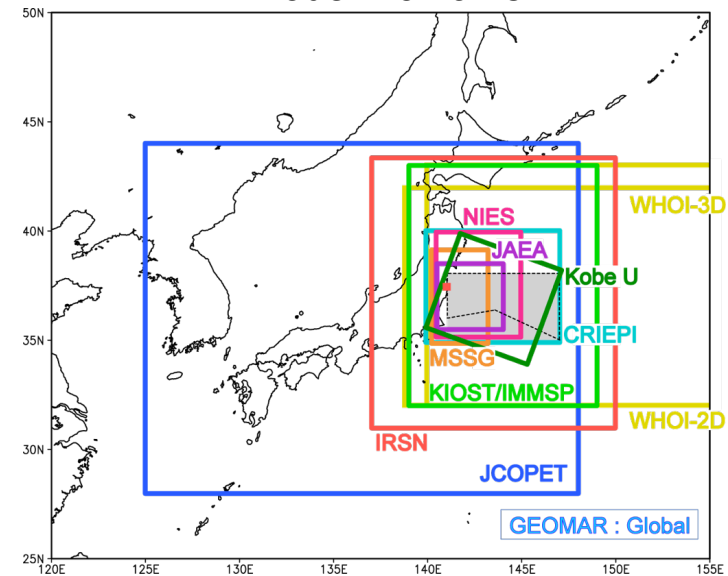 50N
45N
40N
35N
30N
25N
WHOI-3D
NIES
JAEA
Kobe U
CRIEPI
MSSG
KIOST/IMMSP
WHOI-2D
IRSN
JCOPET
GEOMAR : Global
120E
125E
130E
135E
140E
145E
150E
155E